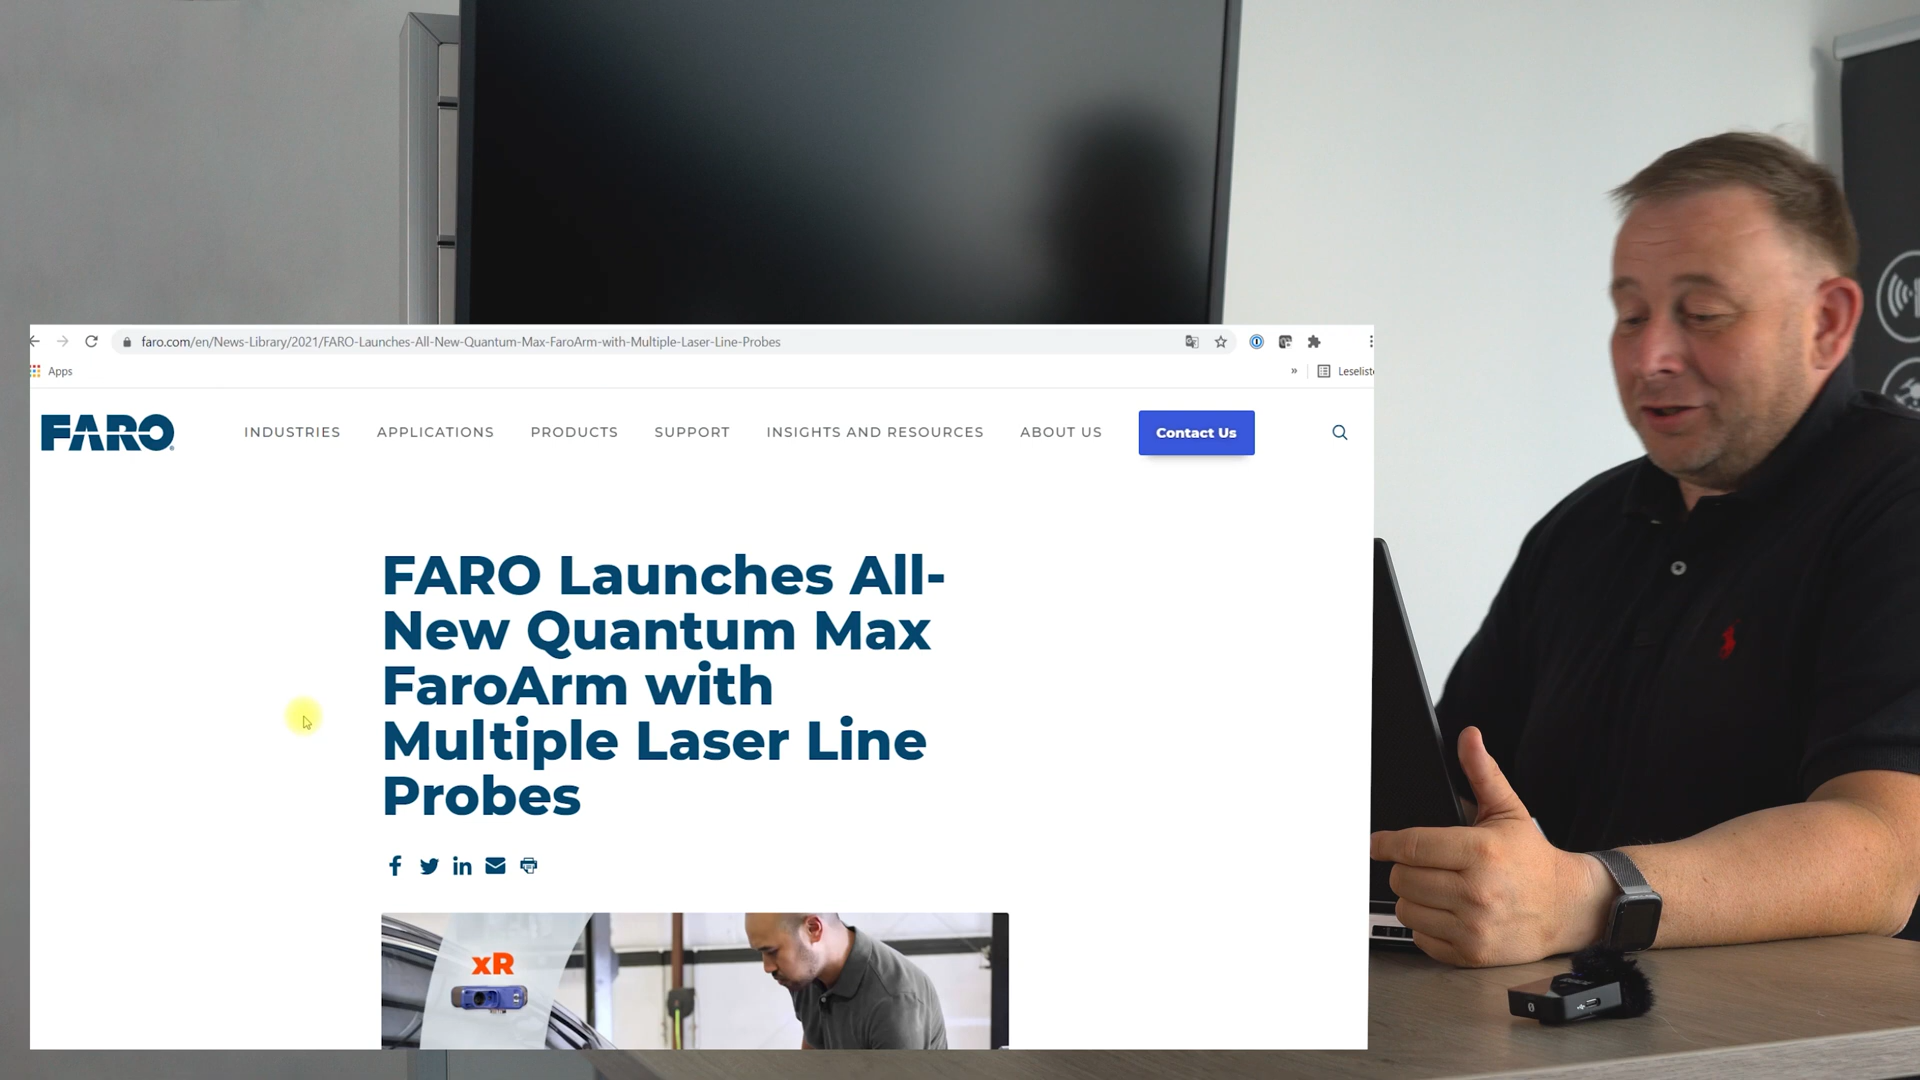 faro.com/en/News-Library/2021/FARO-Launches-All-New-Quantum-Max-FaroArm-with-Multiple-Laser-Line-Probes
Apps
»
Leseliste
FARO
INDUSTRIES
APPLICATIONS
PRODUCTS
SUPPORT
INSIGHTS AND RESOURCES
ABOUT US
Contact Us
FARO Launches All-
New Quantum Max
FaroArm with
Multiple Laser Line
Probes
xR